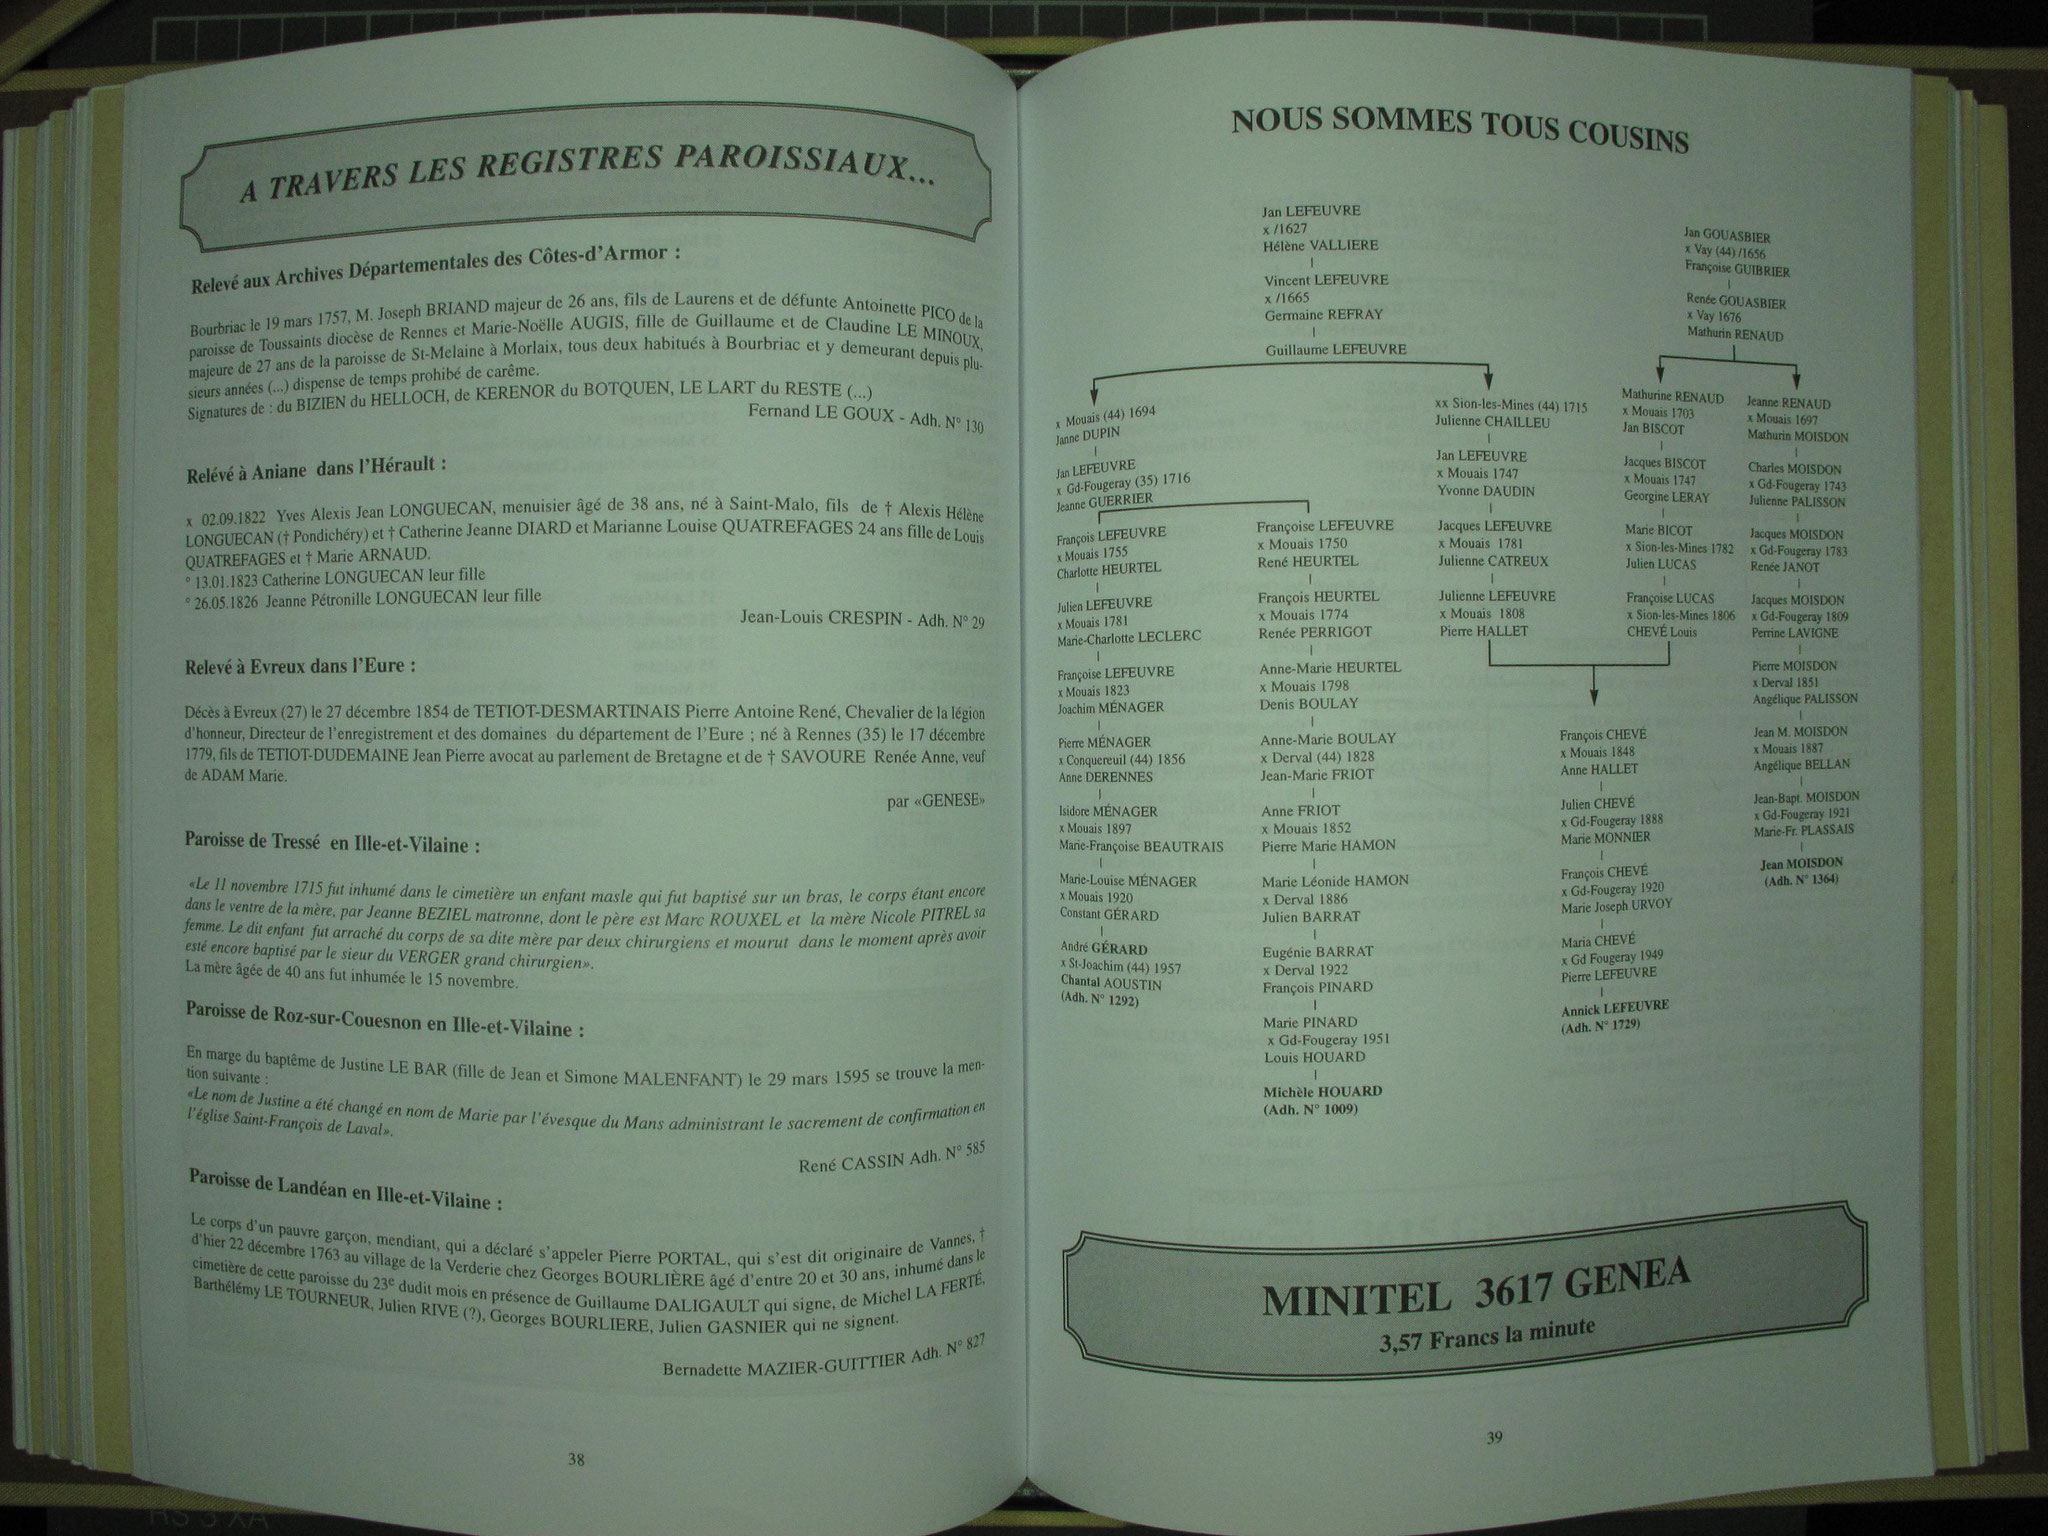 A TRAVERS LES REGISTRES PAROISSIAUX...
Relevé aux Archives Départementales des Côtes-d'Armor :
Bourbriac le 19 mars 1757, M. Joseph BRIAND majeur de 26 ans, fils de Laurens et de défunte Antoinette PICO de la
paroisse de Toussaints diocèse de Rennes et Marie-Noëlle AUGIS, fille de Guillaume et de Claudine LE MINOUX,
majeure de 27 ans de la paroisse de St-Melaine à Morlaix, tous deux habitués à Bourbriac et y demeurant depuis plu-
sieurs années (...) dispense de temps prohibé de carême.
Signatures de : du BIZIEN du HELLOCH, de KERENOR du BOTQUEN, LE LART du RESTE (...)
Fernand LE GOUX - Adh. N° 130
Relévé à Aniane dans l'Hérault :
x 02.09.1822 Yves Alexis Jean LONGUECAN, menuisier âgé de 38 ans, né à Saint-Malo, fils de † Alexis Hélène
LONGUECAN († Pondichéry) et † Catherine Jeanne DIARD et Marianne Louise QUATREFAGES 24 ans fille de Louis
QUATREFAGES et † Marie ARNAUD.
° 13.01.1823 Catherine LONGUECAN leur fille
° 26.05.1826 Jeanne Pétronille LONGUECAN leur fille
Jean-Louis CRESPIN - Adh. N° 29
Relevé à Evreux dans l'Eure :
Décès à Evreux (27) le 27 décembre 1854 de TETIOT-DESMARTINAIS Pierre Antoine René, Chevalier de la légion
d'honneur, Directeur de l'enregistrement et des domaines du département de l'Eure ; né à Rennes (35) le 17 décembre
1779, fils de TETIOT-DUDEMAINE Jean Pierre avocat au parlement de Bretagne et de † SAVOURE Renée Anne, veuf
de ADAM Marie.
par «GENESE»
Paroisse de Tressé en Ille-et-Vilaine :
«Le 11 novembre 1715 fut inhumé dans le cimetière un enfant masle qui fut baptisé sur un bras, le corps étant encore
dans le ventre de la mère, par Jeanne BEZIEL matronne, dont le père est Marc ROUXEL et la mère Nicole PITREL sa
femme. Le dit enfant fut arraché du corps de sa dite mère par deux chirurgiens et mourut dans le moment après avoir
esté encore baptisé par le sieur du VERGER grand chirurgien».
La mère âgée de 40 ans fut inhumée le 15 novembre.
Paroisse de Roz-sur-Couesnon en Ille-et-Vilaine :
En marge du baptême de Justine LE BAR (fille de Jean et Simone MALENFANT) le 29 mars 1595 se trouve la men-
tion suivante :
«Le nom de Justine a été changé en nom de Marie par l'évesque du Mans administrant le sacrement de confirmation en
l'église Saint-François de Laval».
René CASSIN Adh. N° 585
Paroisse de Landéan en Ille-et-Vilaine :
Le corps d'un pauvre garçon, mendiant, qui a déclaré s'appeler Pierre PORTAL, qui s'est dit originaire de Vannes, †
d'hier 22 décembre 1763 au village de la Verderie chez Georges BOURLIÈRE âgé d'entre 20 et 30 ans, inhumé dans le
cimetière de cette paroisse du 23e dudit mois en présence de Guillaume DALIGAULT qui signe, de Michel LA FERTÉ,
Barthélémy LE TOURNEUR, Julien RIVE (?), Georges BOURLIERE, Julien GASNIER qui ne signent.
Bernadette MAZIER-GUITTIER Adh. N° 827
38
NOUS SOMMES TOUS COUSINS
Jan LEFEUVRE
x /1627
Hélène VALLIERE
Vincent LEFEUVRE
x /1665
Germaine REFRAY
Guillaume LEFEUVRE
x Mouais (44) 1694
Janne DUPIN
Jan LEFEUVRE
x Gd-Fougeray (35) 1716
Jeanne GUERRIER
François LEFEUVRE
x Mouais 1755
Charlotte HEURTEL
Julien LEFEUVRE
x Mouais 1781
Marie-Charlotte LECLERC
Françoise LEFEUVRE
x Mouais 1823
Joachim MÉNAGER
Pierre MÉNAGER
x Conquereuil (44) 1856
Anne DERENNES
Isidore MÉNAGER
x Mouais 1897
Marie-Françoise BEAUTRAIS
Marie-Louise MÉNAGER
x Mouais 1920
Constant GÉRARD
André GÉRARD
x St-Joachim (44) 1957
Chantal AOUSTIN
(Adh. N° 1292)
Françoise LEFEUVRE
x Mouais 1750
René HEURTEL
François HEURTEL
x Mouais 1774
Renée PERRIGOT
Anne-Marie HEURTEL
x Mouais 1798
Denis BOULAY
Anne-Marie BOULAY
x Derval (44) 1828
Jean-Marie FRIOT
Anne FRIOT
x Mouais 1852
Pierre Marie HAMON
Marie Léonide HAMON
x Derval 1886
Julien BARRAT
Eugénie BARRAT
x Derval 1922
François PINARD
Marie PINARD
x Gd-Fougeray 1951
Louis HOUARD
Michèle HOUARD
(Adh. N° 1009)
xx Sion-les-Mines (44) 1715
Julienne CHAILLEU
Jan LEFEUVRE
x Mouais 1747
Yvonne DAUDIN
Jacques LEFEUVRE
x Mouais 1781
Julienne CATREUX
Julienne LEFEUVRE
x Mouais 1808
Pierre HALLET
Jan GOUASBIER
x Vay (44) /1656
Françoise GUIBRIER
Renée GOUASBIER
x Vay 1676
Mathurin RENAUD
Mathurine RENAUD
x Mouais 1703
Jan BISCOT
Jacques BISCOT
x Mouais 1747
Georgine LERAY
Marie BICOT
x Sion-les-Mines 1782
Julien LUCAS
Françoise LUCAS
x Sion-les-Mines 1806
CHEVÉ Louis
François CHEVÉ
x Mouais 1848
Anne HALLET
Julien CHEVÉ
x Gd-Fougeray 1888
Marie MONNIER
François CHEVÉ
x Gd-Fougeray 1920
Marie Joseph URVOY
Maria CHEVÉ
x Gd Fougeray 1949
Pierre LEFEUVRE
Annick LEFEUVRE
(Adh. N° 1729)
Jeanne RENAUD
x Mouais 1697
Mathurin MOISDON
Charles MOISDON
x Gd-Fougeray 1743
Julienne PALISSON
Jacques MOISDON
x Gd-Fougeray 1783
Renée JANOT
Jacques MOISDON
x Gd-Fougeray 1809
Perrine LAVIGNE
Pierre MOISDON
x Derval 1851
Angélique PALISSON
Jean M. MOISDON
x Mouais 1887
Angélique BELLAN
Jean-Bapt. MOISDON
x Gd-Fougeray 1921
Marie-Fr. PLASSAIS
Jean MOISDON
(Adh. N° 1364)
MINITEL 3617 GENEA
3,57 Francs la minute
39